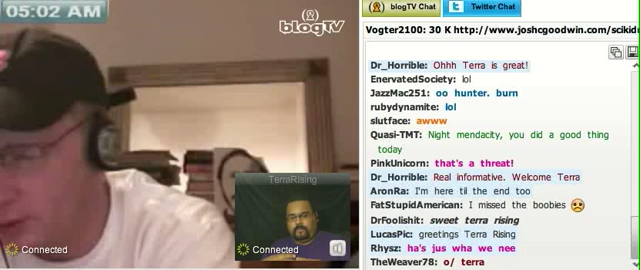 05:02 AM
blogTV
TerraRising
Connected
Connected
blogTV Chat
Twitter Chat
Vogter2100: 30 K http://www.joshcgoodwin.com/scikid
Dr_Horrible: Ohhh Terra is great!
EnervatedSociety: lol
JazzMac251: oo hunter. burn
rubydynamite: lol
slutface: awww
Quasi-TMT: Night mendacity, you did a good thing
today
PinkUnicorn: that's a threat!
Dr_Horrible: Real informative. Welcome Terra
AronRa: I'm here til the end too
FatStupidAmerican: I missed the boobies
DrFoolishit: sweet terra rising
LucasPic: greetings Terra Rising
Rhysz: has's jus wha we nee
TheWeaver78: o/ terra